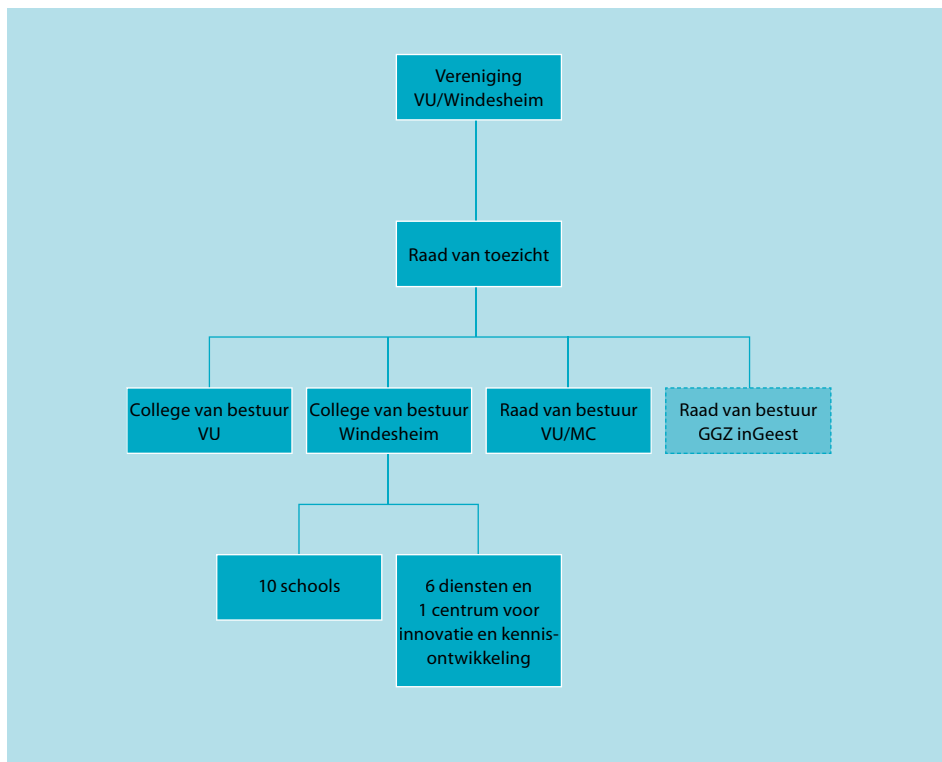 Vereniging
VU/Windesheim
Raad van toezicht
College van bestuur
VU
College van bestuur
Windesheim
Raad van bestuur
VU/MC
Raad van bestuur
GGZ inGeest
10 schools
6 diensten en
1 centrum voor
innovatie en kennis-
ontwikkeling